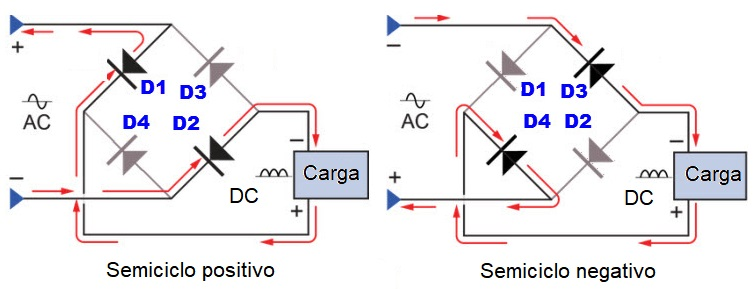 +
D1
D3
AC
D4
D2
−
−
DC
Carga
+
Semiciclo positivo
−
D1
D3
AC
D4
D2
+
−
DC
Carga
+
Semiciclo negativo